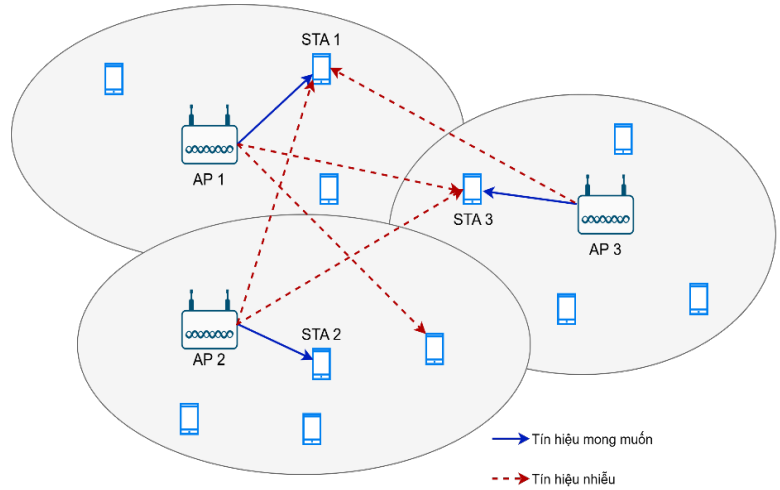 STA 1
AP 1
STA 3
AP 3
STA 2
AP 2
Tín hiệu mong muốn
Tín hiệu nhiễu